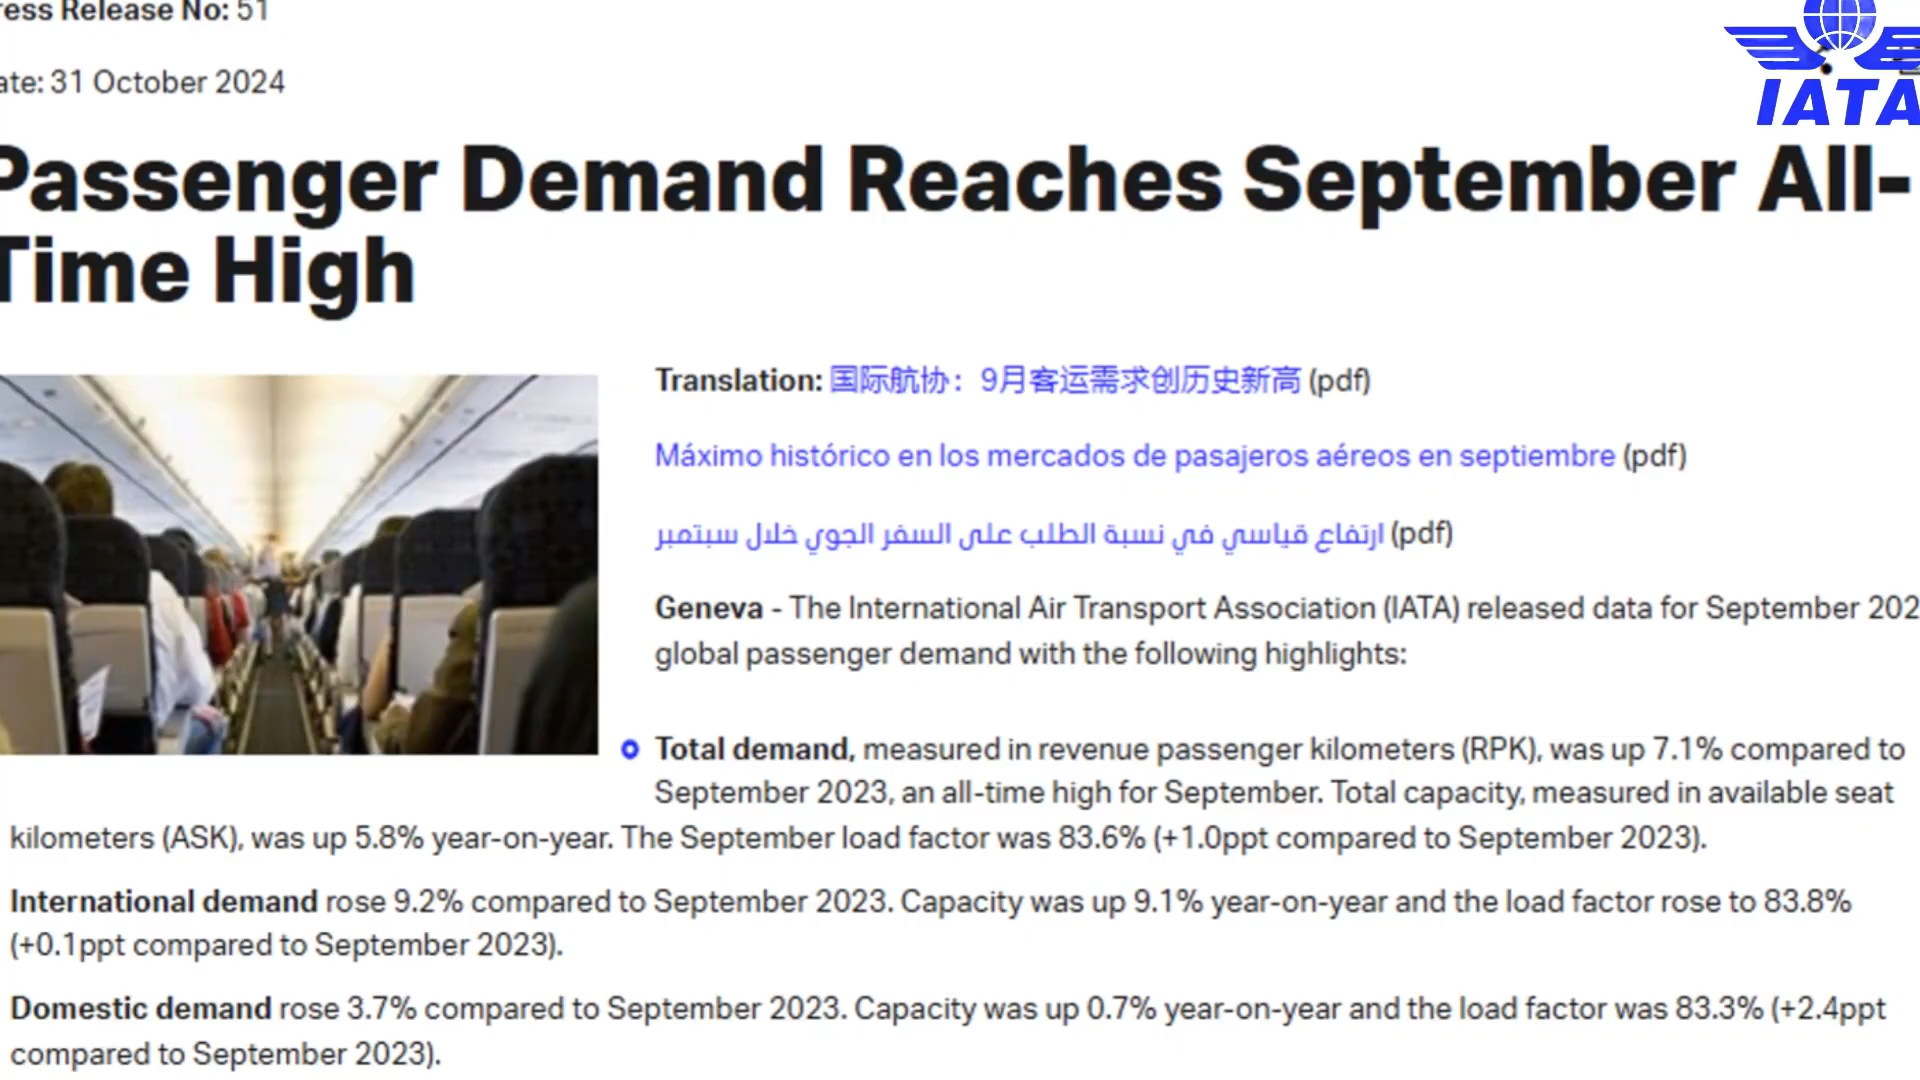 ress Release No: 51
ate: 31 October 2024
IATA
Passenger Demand Reaches September All-
Time High
Translation: 国际航协：9月客运需求创历史新高 (pdf)
Máximo histórico en los mercados de pasajeros aéreos en septiembre (pdf)
ارتفاع قياسي في نسبة الطلب على السفر الجوي خلال سبتمبر (pdf)
Geneva - The International Air Transport Association (IATA) released data for September 202
global passenger demand with the following highlights:
Total demand, measured in revenue passenger kilometers (RPK), was up 7.1% compared to
September 2023, an all-time high for September. Total capacity, measured in available seat
kilometers (ASK), was up 5.8% year-on-year. The September load factor was 83.6% (+1.0ppt compared to September 2023).
International demand rose 9.2% compared to September 2023. Capacity was up 9.1% year-on-year and the load factor rose to 83.8%
(+0.1ppt compared to September 2023).
Domestic demand rose 3.7% compared to September 2023. Capacity was up 0.7% year-on-year and the load factor was 83.3% (+2.4ppt
compared to September 2023).